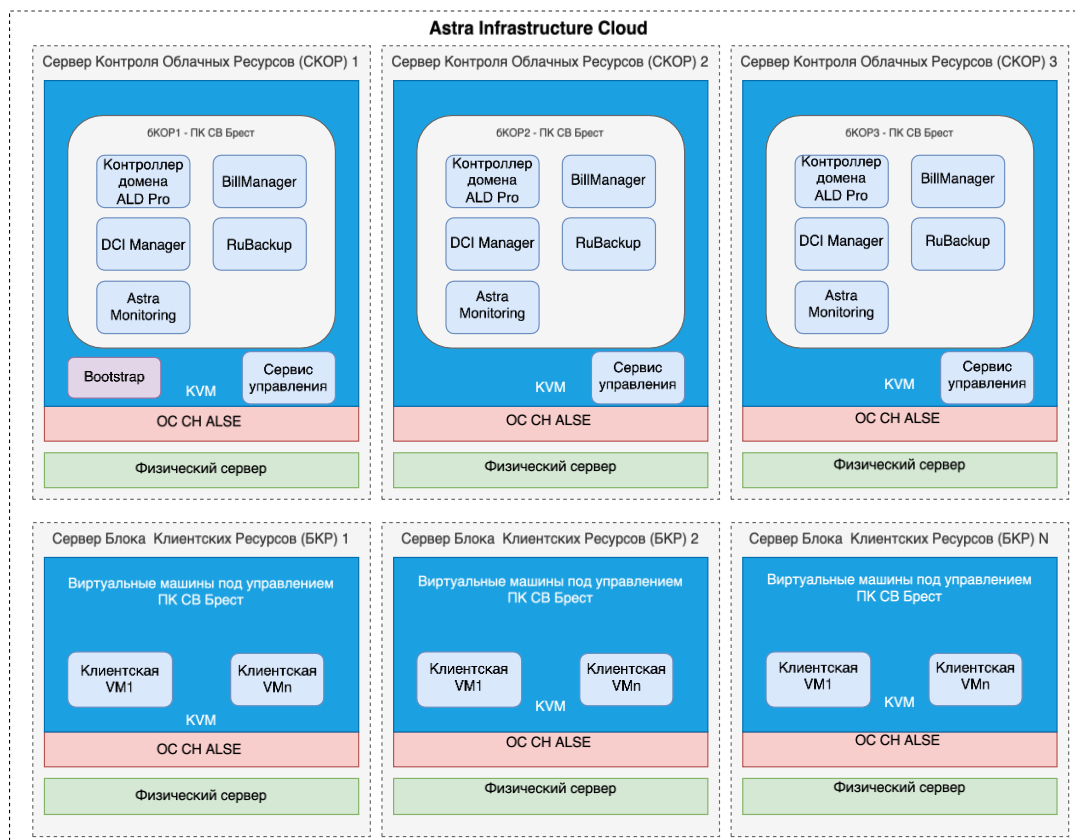 Astra Infrastructure Cloud
Сервер Контроля Облачных Ресурсов (СКОР) 1
бКОР1 - ПК СВ Брест
Контроллер
домена
ALD Pro
BillManager
DCI Manager
RuBackup
Astra
Monitoring
Bootstrap
KVM
Сервис
управления
ОС СН ALSE
Физический сервер
Сервер Контроля Облачных Ресурсов (СКОР) 2
бКОР2 - ПК СВ Брест
Контроллер
домена
ALD Pro
BillManager
DCI Manager
RuBackup
Astra
Monitoring
KVM
Сервис
управления
ОС СН ALSE
Физический сервер
Сервер Контроля Облачных Ресурсов (СКОР) 3
бКОР3 - ПК СВ Брест
Контроллер
домена
ALD Pro
BillManager
DCI Manager
RuBackup
Astra
Monitoring
KVM
Сервис
управления
ОС СН ALSE
Физический сервер
Сервер Блока Клиентских Ресурсов (БКР) 1
Виртуальные машины под управлением
ПК СВ Брест
Клиентская
VM1
Клиентская
VMn
KVM
ОС СН ALSE
Физический сервер
Сервер Блока Клиентских Ресурсов (БКР) 2
Виртуальные машины под управлением
ПК СВ Брест
Клиентская
VM1
Клиентская
VMn
KVM
ОС СН ALSE
Физический сервер
Сервер Блока Клиентских Ресурсов (БКР) N
Виртуальные машины под управлением
ПК СВ Брест
Клиентская
VM1
Клиентская
VMn
KVM
ОС СН ALSE
Физический сервер